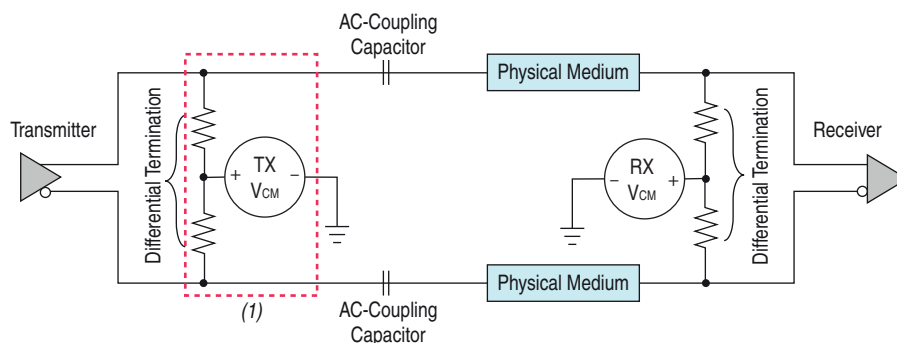 AC-Coupling
Capacitor
Physical Medium
Transmitter
Differential Termination
+ TX −
VCM
RX
− VCM +
Differential Termination
Receiver
Physical Medium
(1)
AC-Coupling
Capacitor